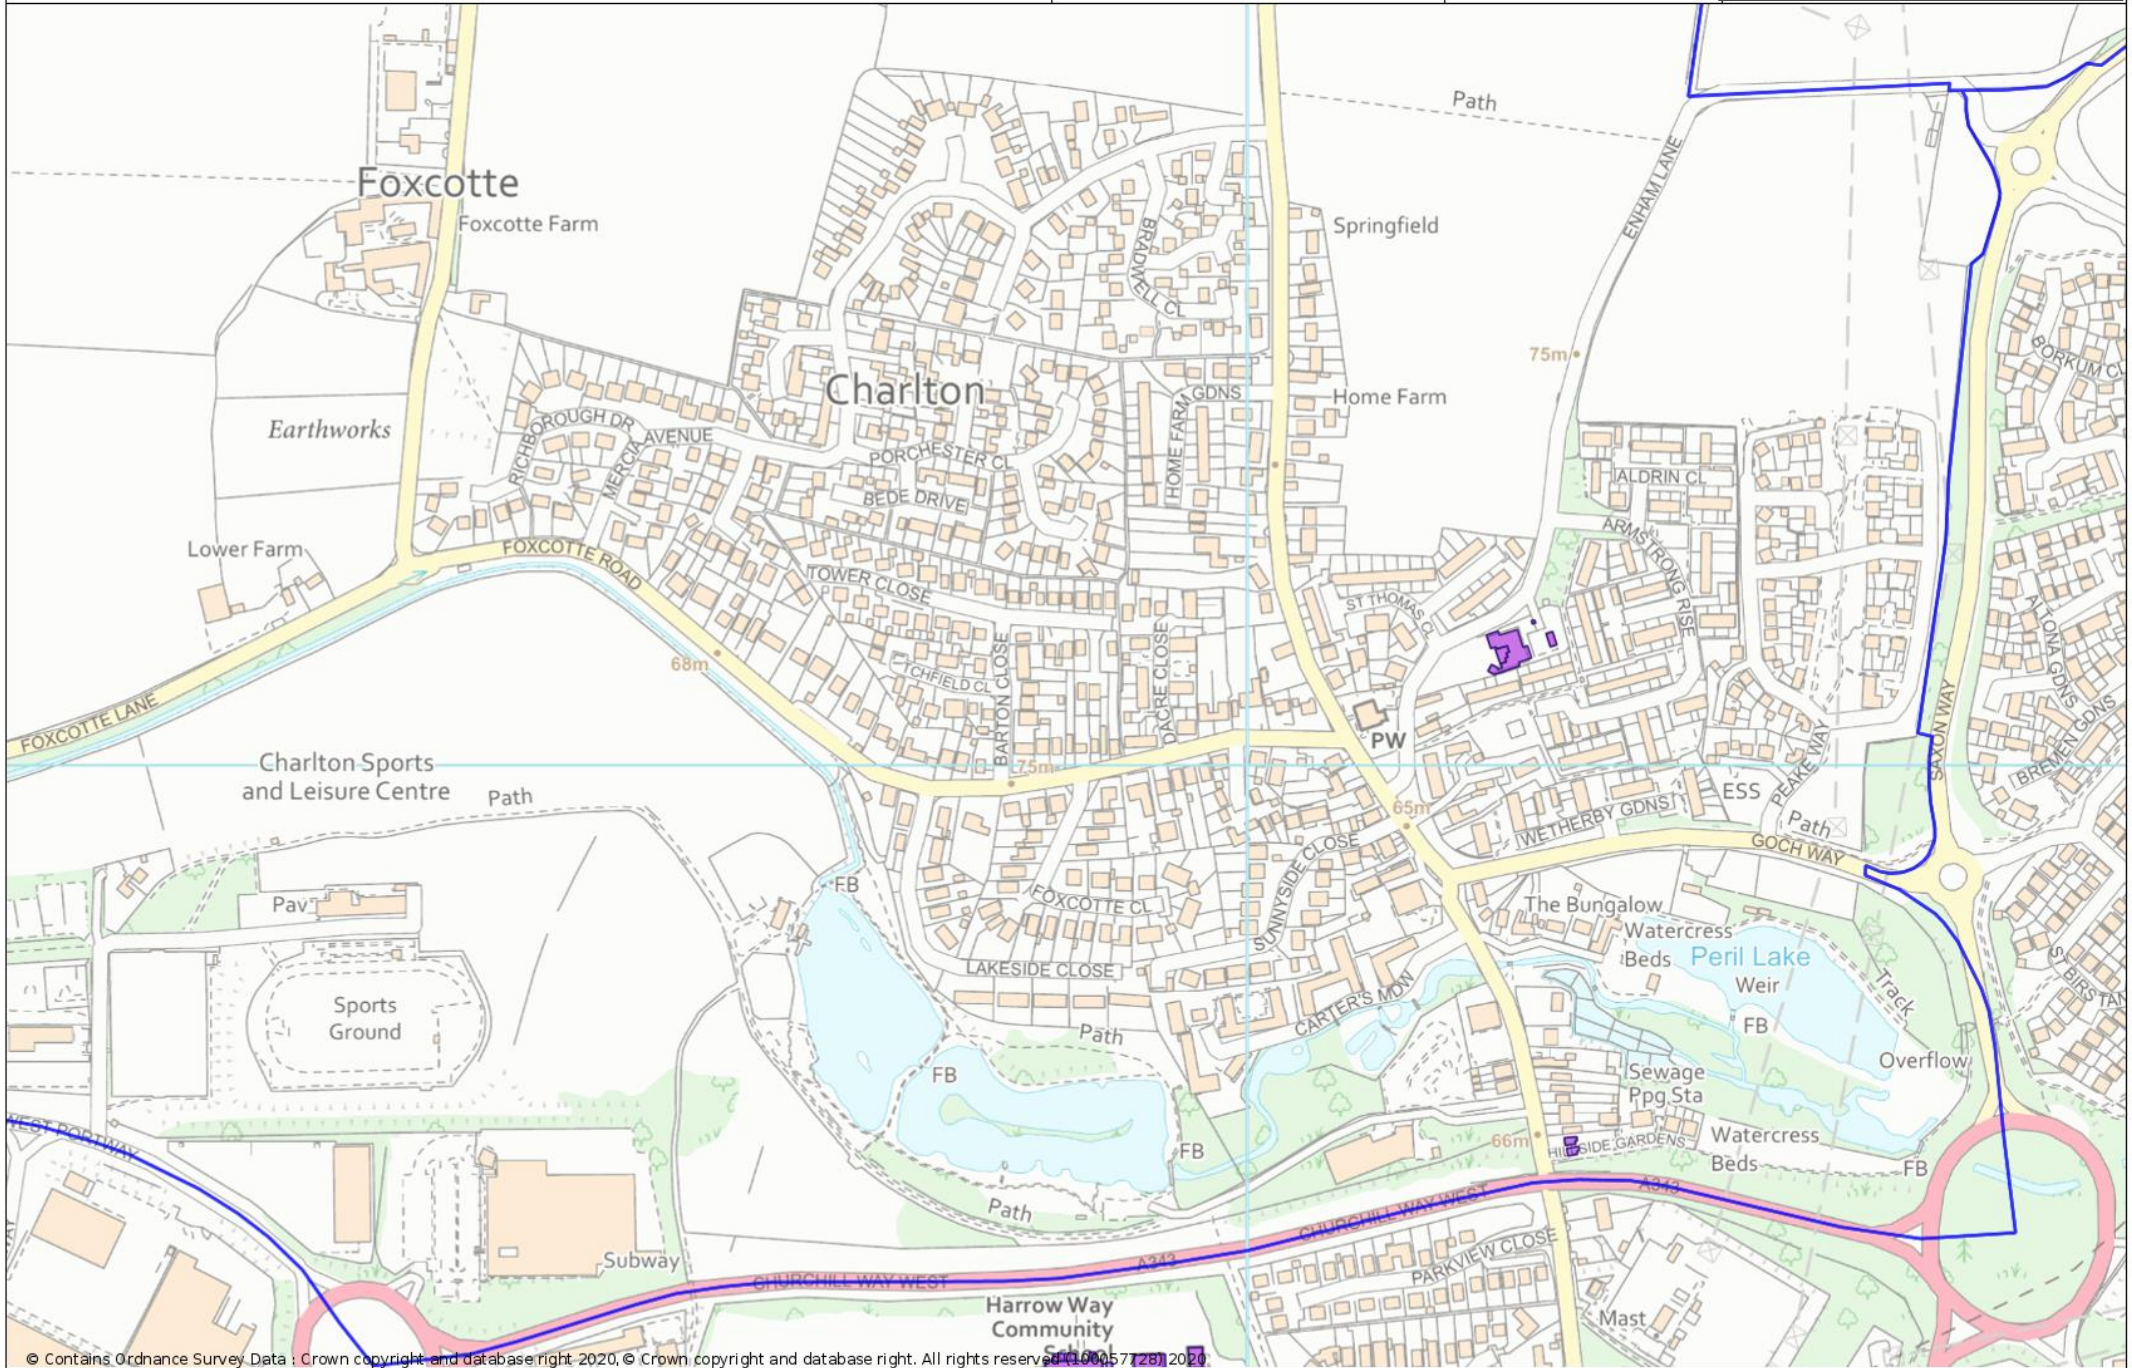 Path
Foxcotte
Foxcotte Farm
Springfield
ENHAM LANE
BRADWELL CL
75m
BORKUM CL
Charlton
Home Farm
HOME FARM GDNS
Earthworks
RICHBOROUGH DR
MERCIA AVENUE
PORCHESTER CL
BEDE DRIVE
ALDRIN CL
ARMSTRONG RISE
Lower Farm
FOXCOTTE ROAD
TOWER CLOSE
ST THOMAS CL
ALTONA GDNS
68m
TCHFIELD CL
BARTON CLOSE
DACRE CLOSE
FOXCOTTE LANE
SAXON WAY
PEAKE WAY
BREMEN GDNS
PW
Charlton Sports
and Leisure Centre
75m
Path
ESS
65m
WETHERBY GDNS
Path
GOCH WAY
SUNNYSIDE CLOSE
FB
Pav
FOXCOTTE CL
The Bungalow
Watercress
Beds
Peril Lake
Weir
LAKESIDE CLOSE
CARTER'S MDW
Track
ST BIRSTAN
Sports
Ground
Path
FB
Overflow
FB
Sewage
Ppg Sta
WEST PORTWAY
66m
HILLSIDE GARDENS
Watercress
Beds
FB
FB
Path
A343
CHURCHILL WAY WEST
Subway
A343
CHURCHILL WAY WEST
PARKVIEW CLOSE
Harrow Way
Community
School
Mast
© Contains Ordnance Survey Data : Crown copyright and database right 2020, © Crown copyright and database right. All rights reserved (100057728) 2020